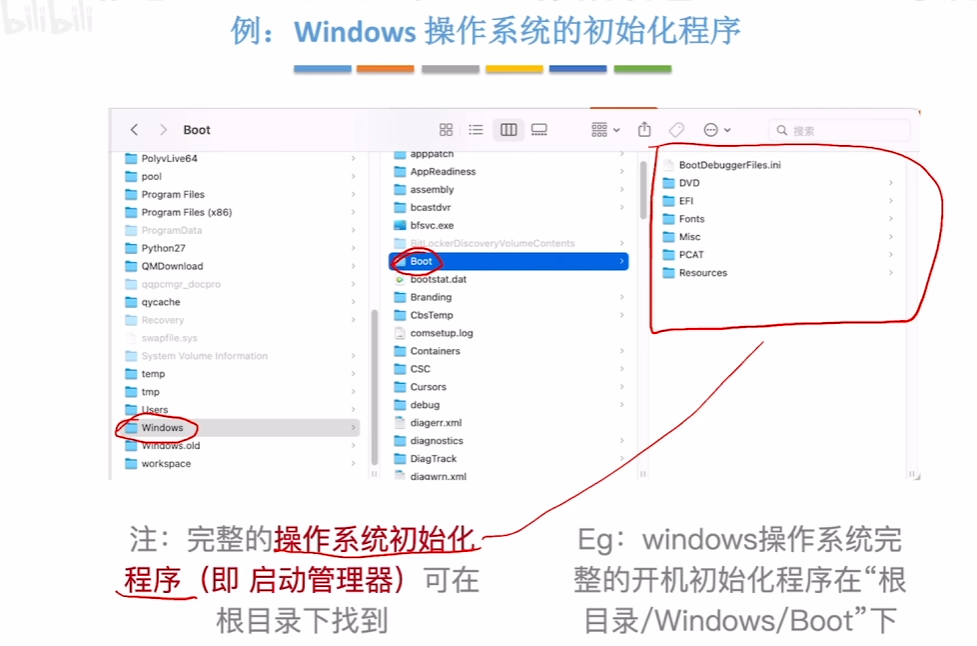 bilibili
例：Windows 操作系统的初始化程序
Boot
搜索
PolyvLive64
pool
Program Files
Program Files (x86)
ProgramData
Python27
QMDownload
qqpcmgr_docpro
qycache
Recovery
swapfile.sys
System Volume Information
temp
tmp
Users
Windows
Windows.old
workspace
apppatch
AppReadiness
assembly
bcastdvr
bfsvc.exe
BitLockerDiscoveryVolumeContents
Boot
bootstat.dat
Branding
CbsTemp
comsetup.log
Containers
CSC
Cursors
debug
diagerr.xml
diagnostics
DiagTrack
diagwrn.xml
BootDebuggerFiles.ini
DVD
EFI
Fonts
Misc
PCAT
Resources
注：完整的操作系统初始化
程序（即 启动管理器）可在
根目录下找到
Eg：windows操作系统完
整的开机初始化程序在“根
目录/Windows/Boot”下